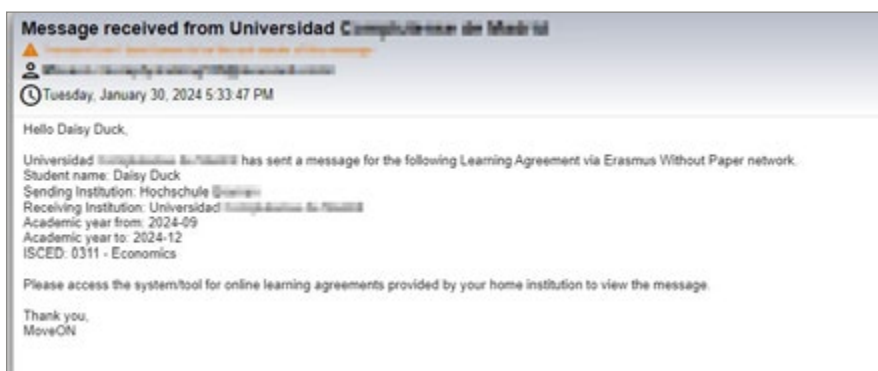 Message received from Universidad
Tuesday, January 30, 2024 5:33:47 PM
Hello Daisy Duck,
Universidad has sent a message for the following Learning Agreement via Erasmus Without Paper network.
Student name: Daisy Duck
Sending Institution: Hochschule
Receiving Institution: Universidad
Academic year from: 2024-09
Academic year to: 2024-12
ISCED: 0311 - Economics
Please access the system/tool for online learning agreements provided by your home institution to view the message.
Thank you,
MoveON